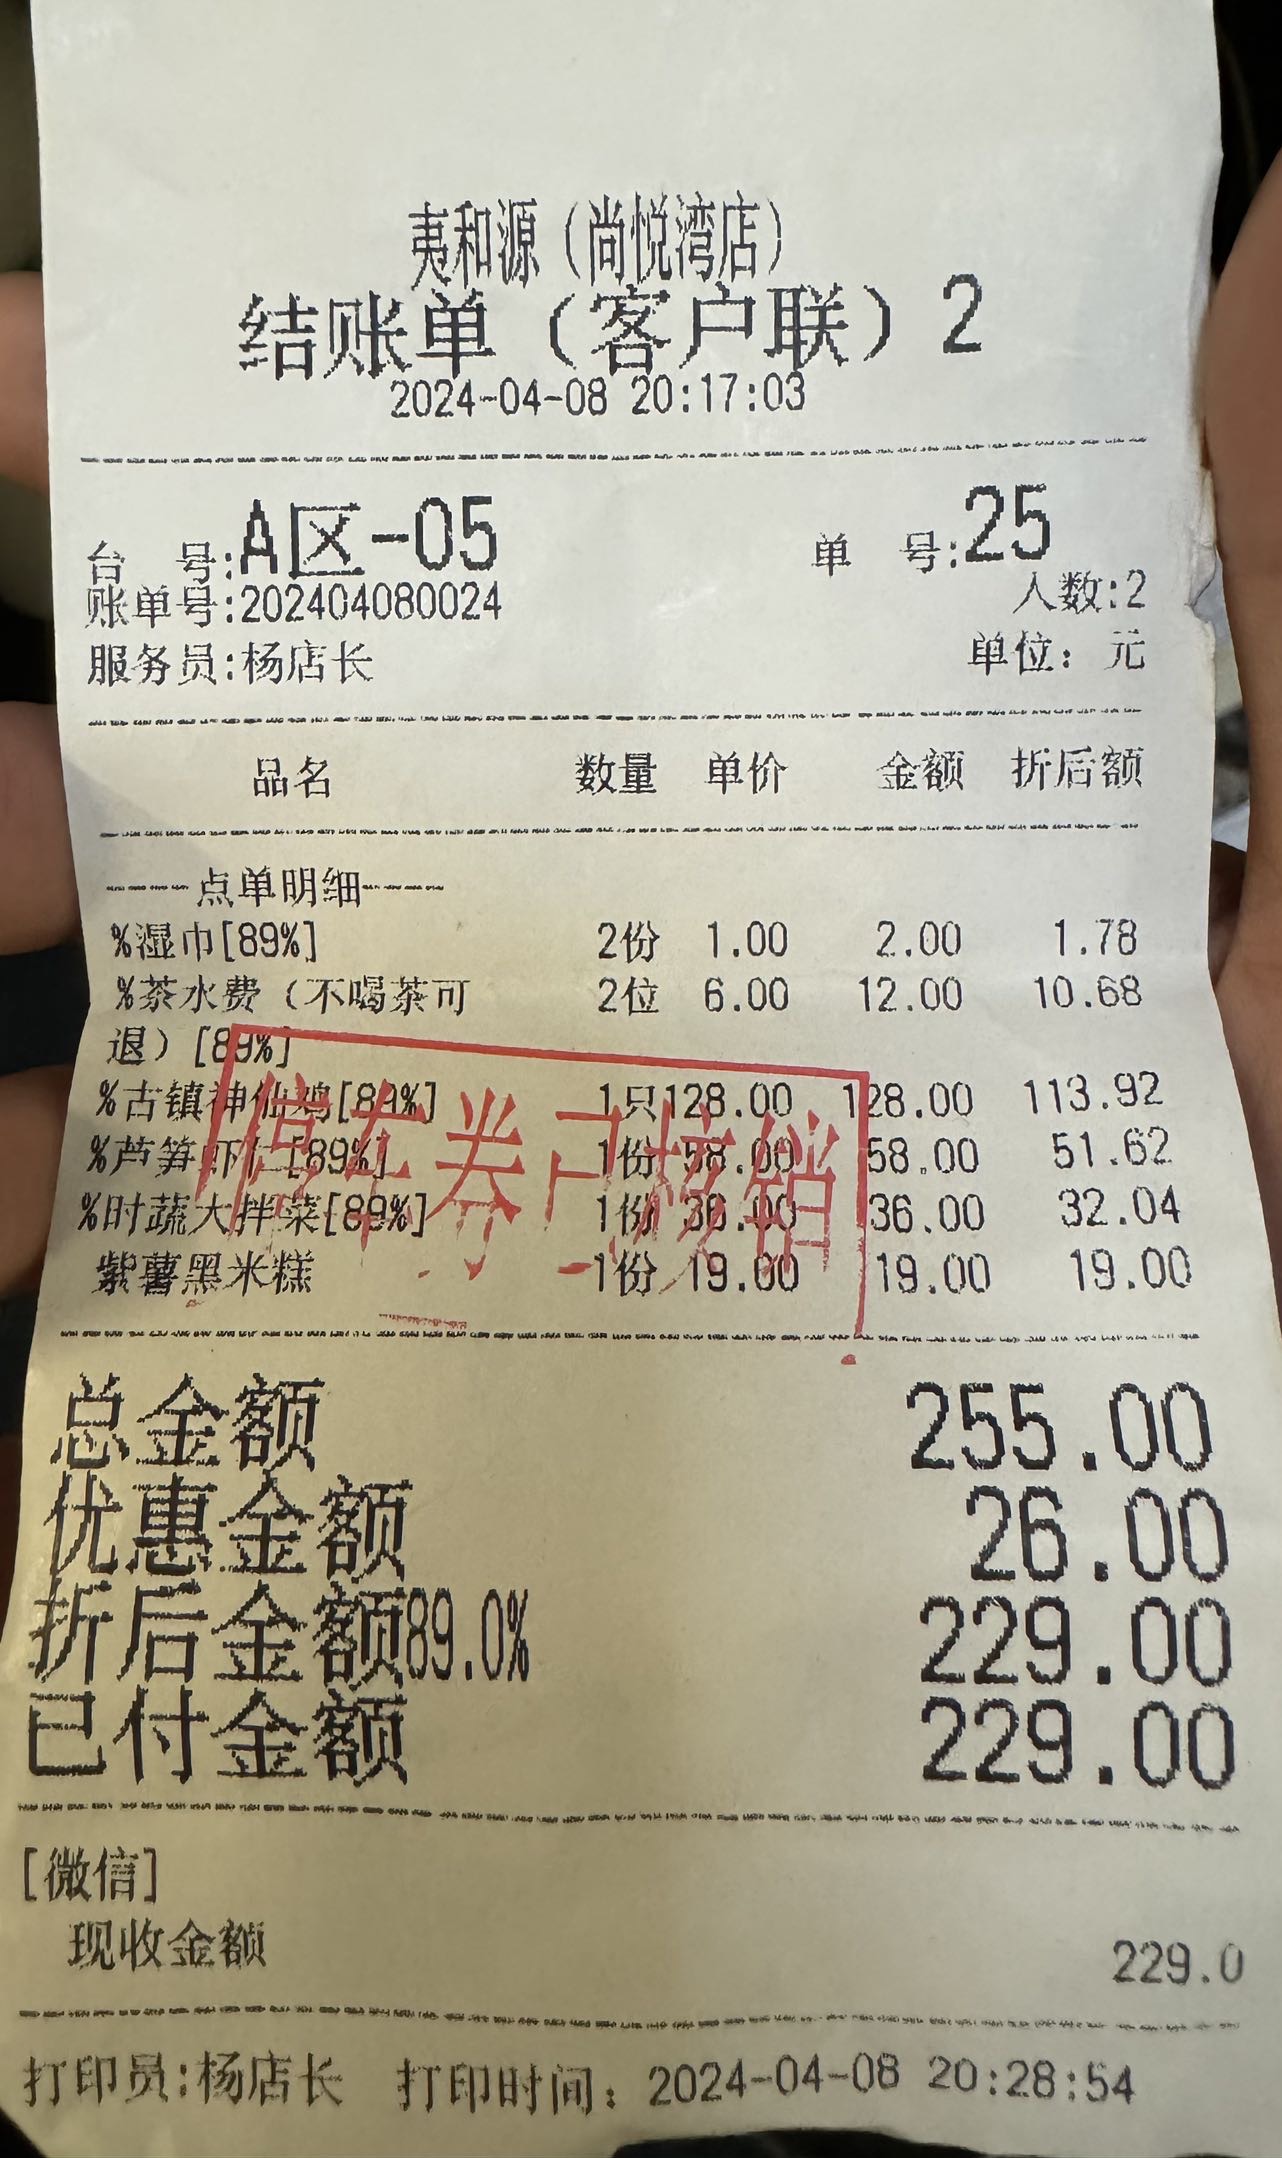 夷和源（尚悦湾店）
结账单（客户联）2
2024-04-08 20:17:03
台 号:A区-05 单 号:25
账单号:202404080024 人数:2
服务员:杨店长 单位：元
品名 数量 单价 金额 折后额
----点单明细----
%湿巾[89%] 2份 1.00 2.00 1.78
%茶水费（不喝茶可 2位 6.00 12.00 10.68
退）[89%]
%古镇神仙鸡[89%] 1只128.00 128.00 113.92
%芦笋虾仁[89%] 1份 58.00 58.00 51.62
%时蔬大拌菜[89%] 1份 36.00 36.00 32.04
紫薯黑米糕 1份 19.00 19.00 19.00
停车券已核销
总金额 255.00
优惠金额 26.00
折后金额89.0% 229.00
已付金额 229.00
[微信]
现收金额 229.0
打印员:杨店长 打印时间：2024-04-08 20:28:54